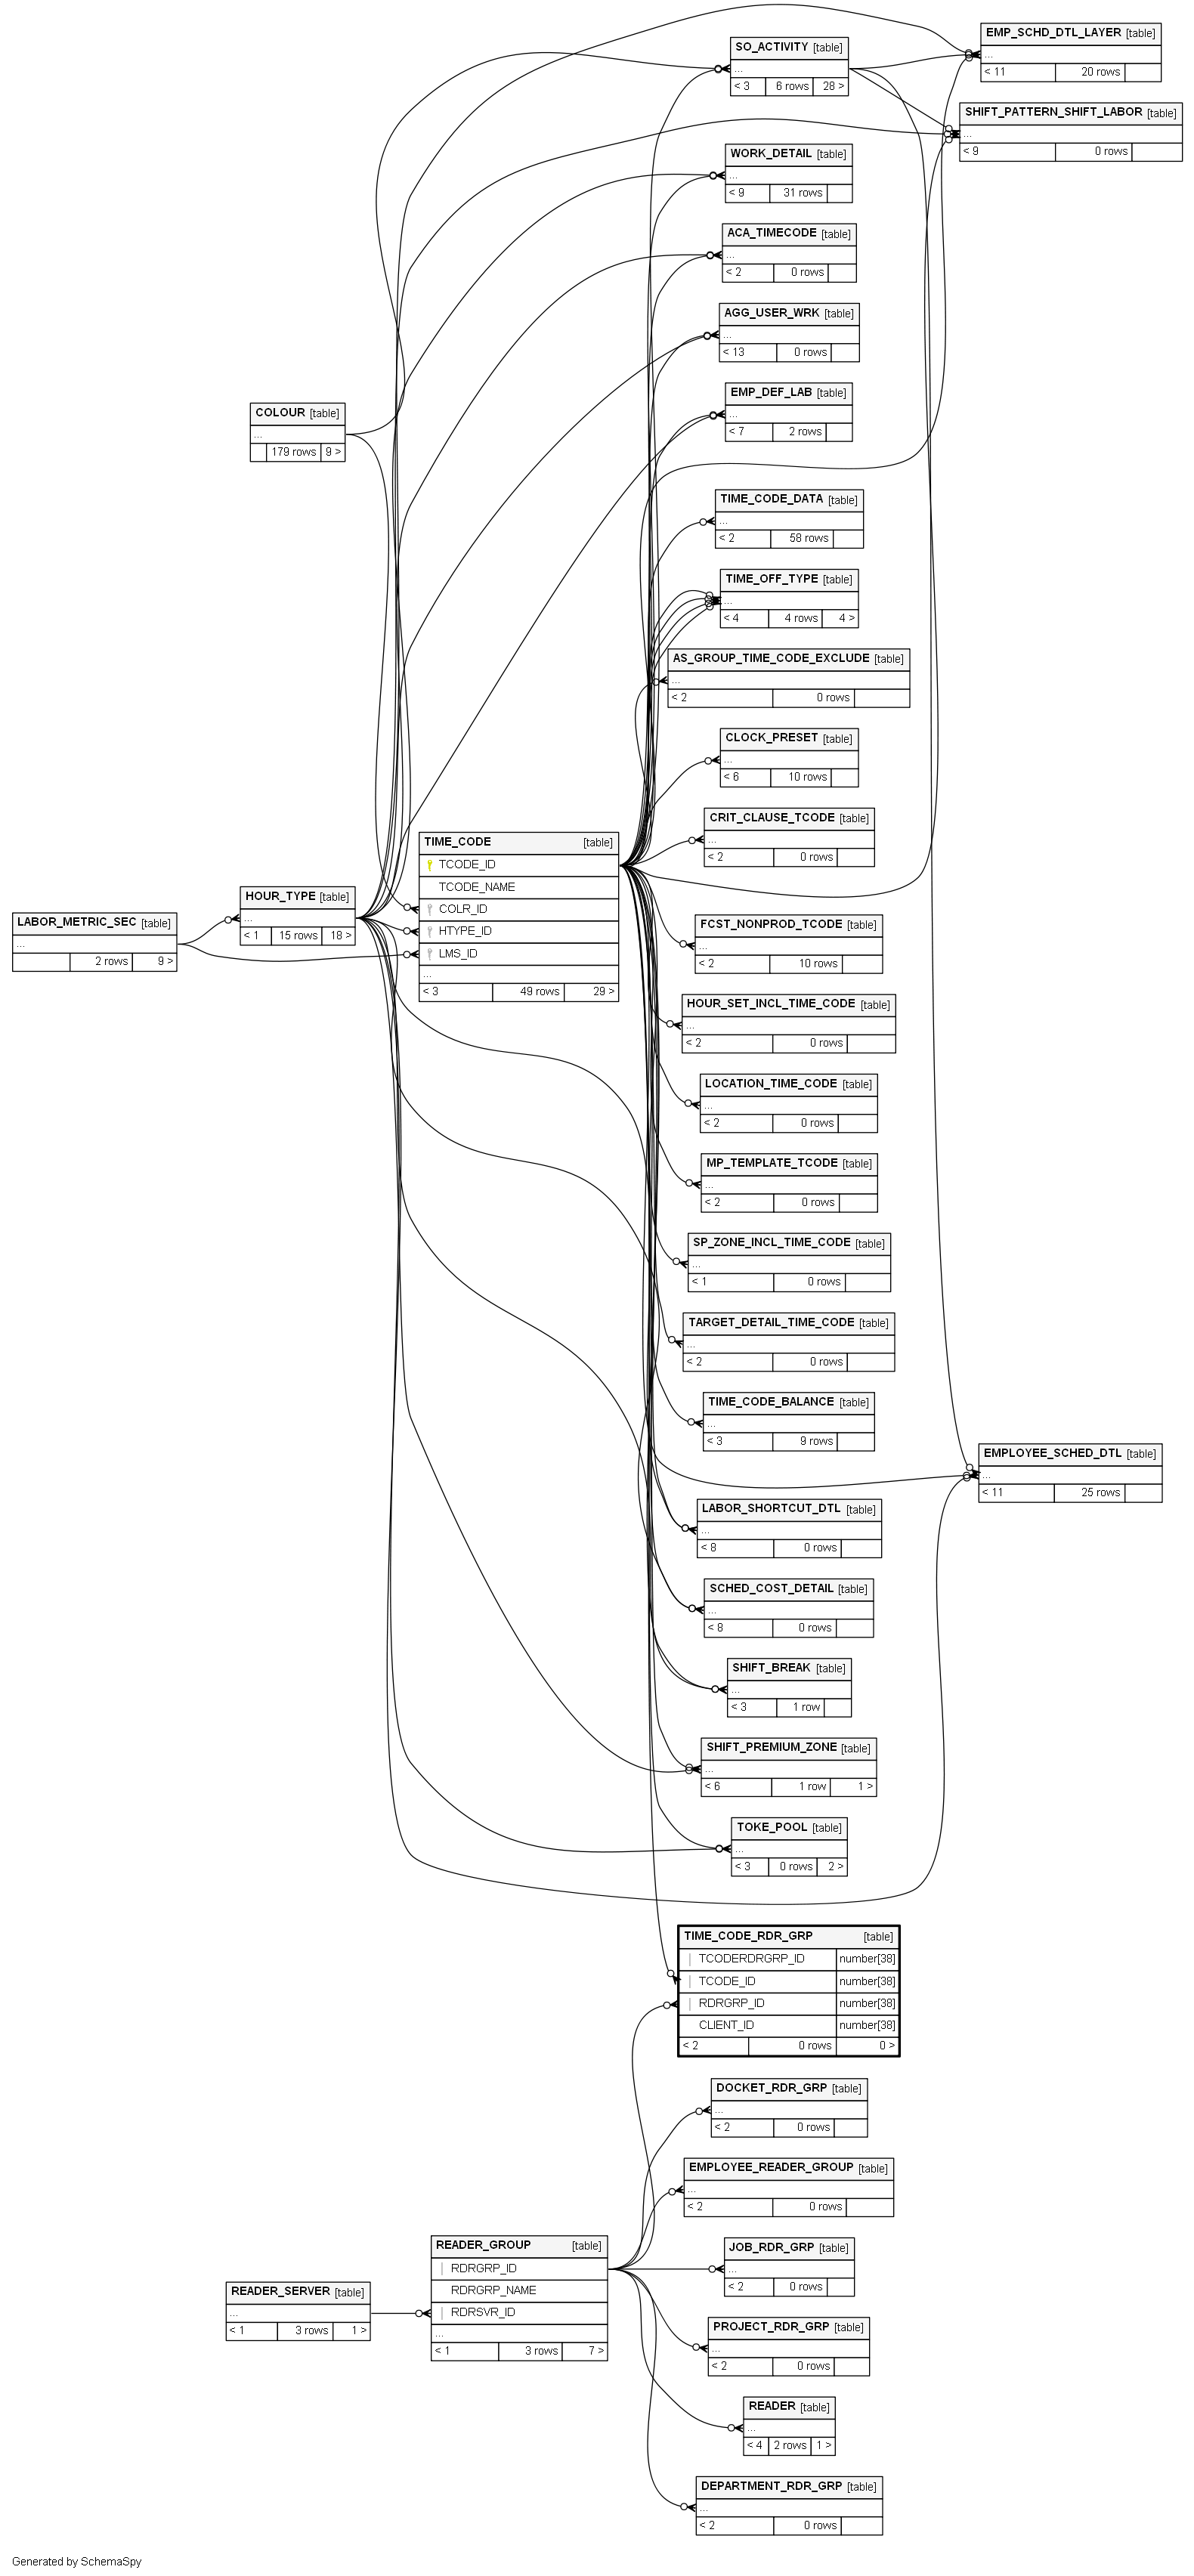 EMP_SCHD_DTL_LAYER [table]
...
< 11 20 rows
SO_ACTIVITY [table]
...
< 3 6 rows 28 >
SHIFT_PATTERN_SHIFT_LABOR [table]
...
< 9 0 rows
WORK_DETAIL [table]
...
< 9 31 rows
ACA_TIMECODE [table]
...
< 2 0 rows
AGG_USER_WRK [table]
...
< 13 0 rows
EMP_DEF_LAB [table]
...
< 7 2 rows
COLOUR [table]
...
179 rows 9 >
TIME_CODE_DATA [table]
...
< 2 58 rows
TIME_OFF_TYPE [table]
...
< 4 4 rows 4 >
AS_GROUP_TIME_CODE_EXCLUDE [table]
...
< 2 0 rows
CLOCK_PRESET [table]
...
< 6 10 rows
CRIT_CLAUSE_TCODE [table]
...
< 2 0 rows
TIME_CODE [table]
TCODE_ID
TCODE_NAME
COLR_ID
HTYPE_ID
LMS_ID
...
< 3 49 rows 29 >
HOUR_TYPE [table]
...
< 1 15 rows 18 >
LABOR_METRIC_SEC [table]
...
2 rows 9 >
FCST_NONPROD_TCODE [table]
...
< 2 10 rows
HOUR_SET_INCL_TIME_CODE [table]
...
< 2 0 rows
LOCATION_TIME_CODE [table]
...
< 2 0 rows
MP_TEMPLATE_TCODE [table]
...
< 2 0 rows
SP_ZONE_INCL_TIME_CODE [table]
...
< 1 0 rows
TARGET_DETAIL_TIME_CODE [table]
...
< 2 0 rows
TIME_CODE_BALANCE [table]
...
< 3 9 rows
EMPLOYEE_SCHED_DTL [table]
...
< 11 25 rows
LABOR_SHORTCUT_DTL [table]
...
< 8 0 rows
SCHED_COST_DETAIL [table]
...
< 8 0 rows
SHIFT_BREAK [table]
...
< 3 1 row
SHIFT_PREMIUM_ZONE [table]
...
< 6 1 row 1 >
TOKE_POOL [table]
...
< 3 0 rows 2 >
TIME_CODE_RDR_GRP [table]
TCODERDRGRP_ID number[38]
TCODE_ID number[38]
RDRGRP_ID number[38]
CLIENT_ID number[38]
< 2 0 rows 0 >
DOCKET_RDR_GRP [table]
...
< 2 0 rows
EMPLOYEE_READER_GROUP [table]
...
< 2 0 rows
JOB_RDR_GRP [table]
...
< 2 0 rows
READER_GROUP [table]
RDRGRP_ID
RDRGRP_NAME
RDRSVR_ID
...
< 1 3 rows 7 >
READER_SERVER [table]
...
< 1 3 rows 1 >
PROJECT_RDR_GRP [table]
...
< 2 0 rows
READER [table]
...
< 4 2 rows 1 >
DEPARTMENT_RDR_GRP [table]
...
< 2 0 rows
Generated by SchemaSpy